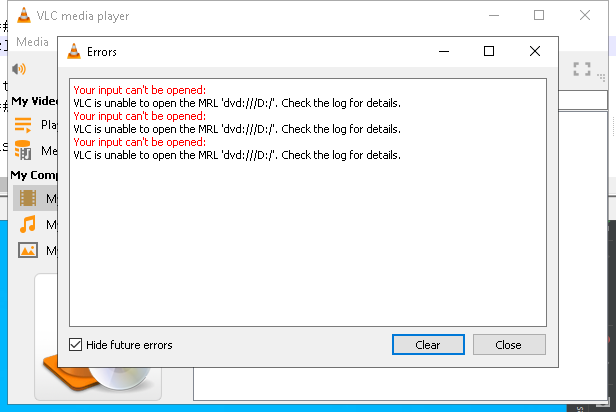 VLC media player
Media
Errors
Your input can't be opened:
VLC is unable to open the MRL 'dvd:///D:/'. Check the log for details.
Your input can't be opened:
VLC is unable to open the MRL 'dvd:///D:/'. Check the log for details.
Your input can't be opened:
VLC is unable to open the MRL 'dvd:///D:/'. Check the log for details.
My Video
Play
Me
My Comp
My
My
My
Hide future errors
Clear
Close